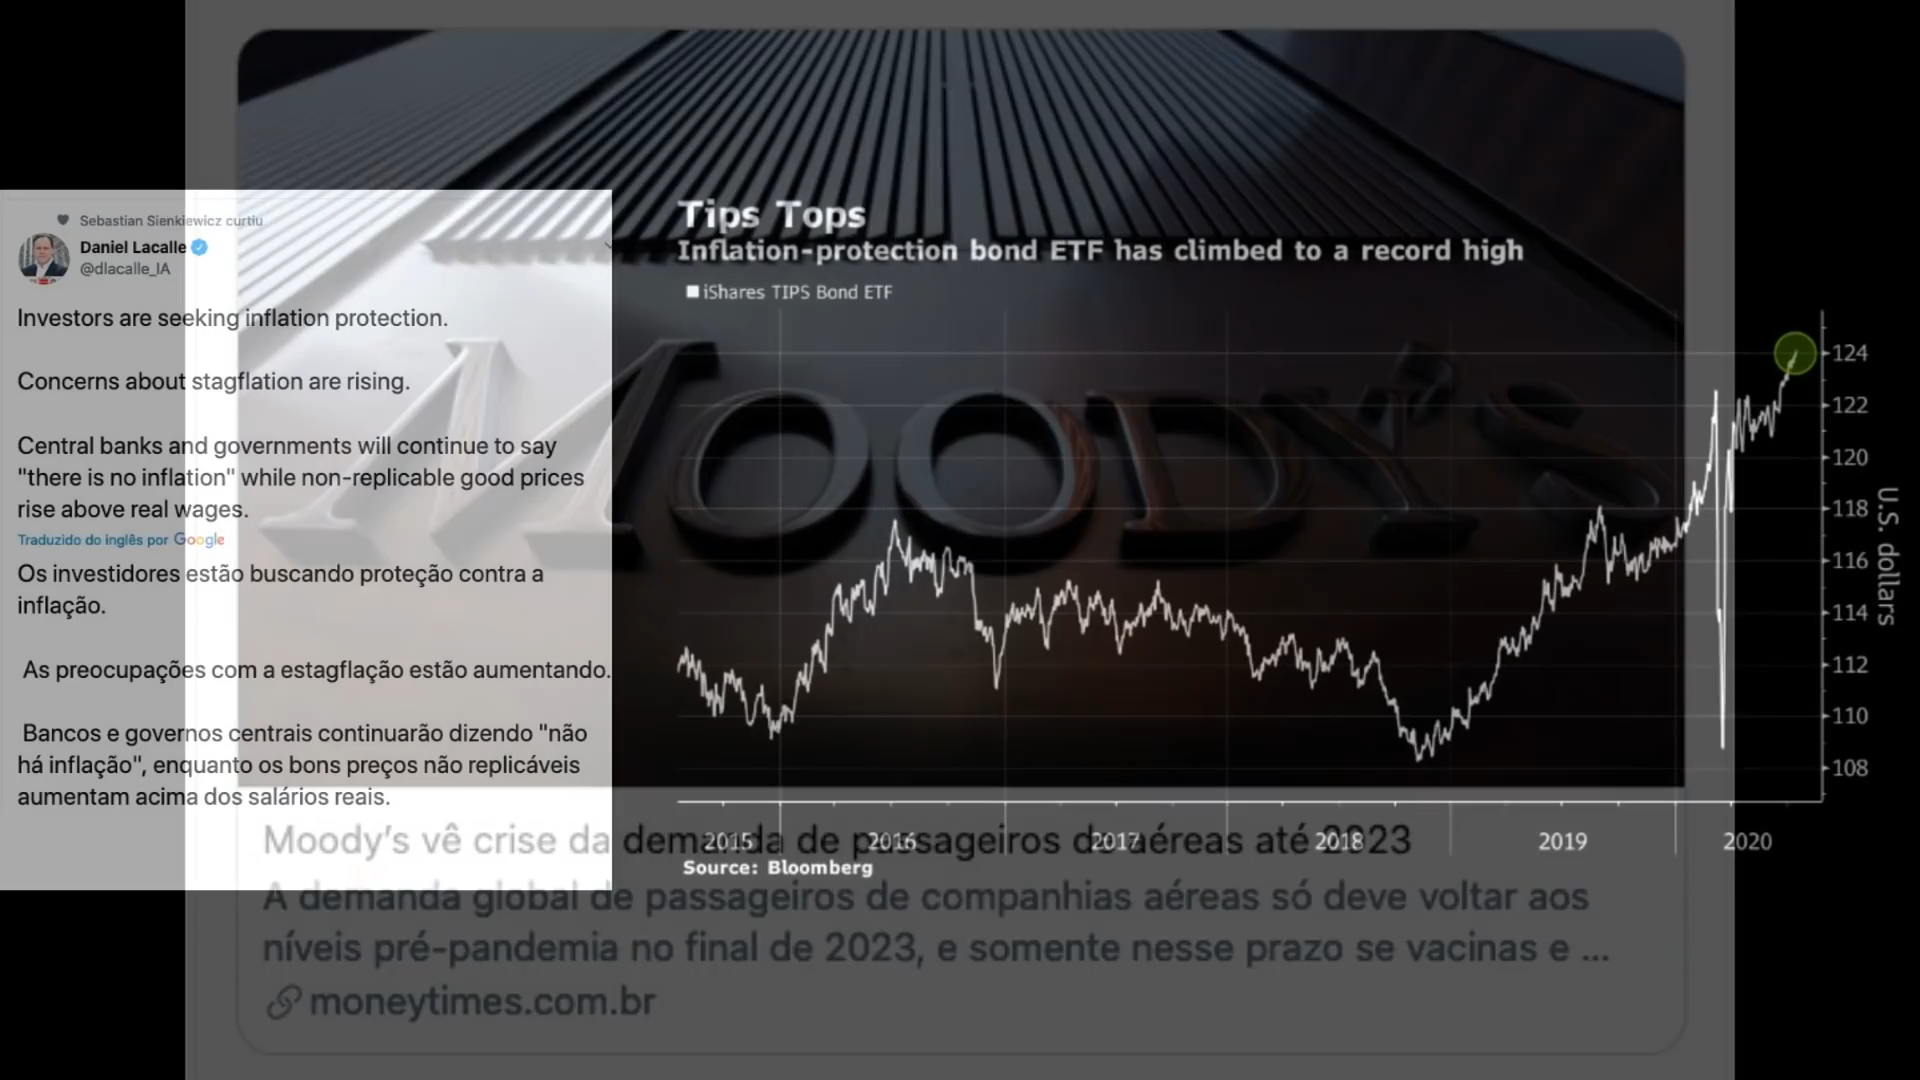 Sebastian Sienkiewicz curtiu
Daniel Lacalle
@dlacalle_IA
Investors are seeking inflation protection.
Concerns about stagflation are rising.
Central banks and governments will continue to say
"there is no inflation" while non-replicable good prices
rise above real wages.
Traduzido do inglês por Google
Os investidores estão buscando proteção contra a
inflação.
As preocupações com a estagflação estão aumentando.
Bancos e governos centrais continuarão dizendo "não
há inflação", enquanto os bons preços não replicáveis
aumentam acima dos salários reais.
Tips Tops
Inflation-protection bond ETF has climbed to a record high
iShares TIPS Bond ETF
MOODY'S
124
122
120
118
116
114
112
110
108
U.S. dollars
2015 2016 2017 2018 2019 2020
Source: Bloomberg
Moody's vê crise da demanda de passageiros de aéreas até 2023
A demanda global de passageiros de companhias aéreas só deve voltar aos
níveis pré-pandemia no final de 2023, e somente nesse prazo se vacinas e ...
moneytimes.com.br